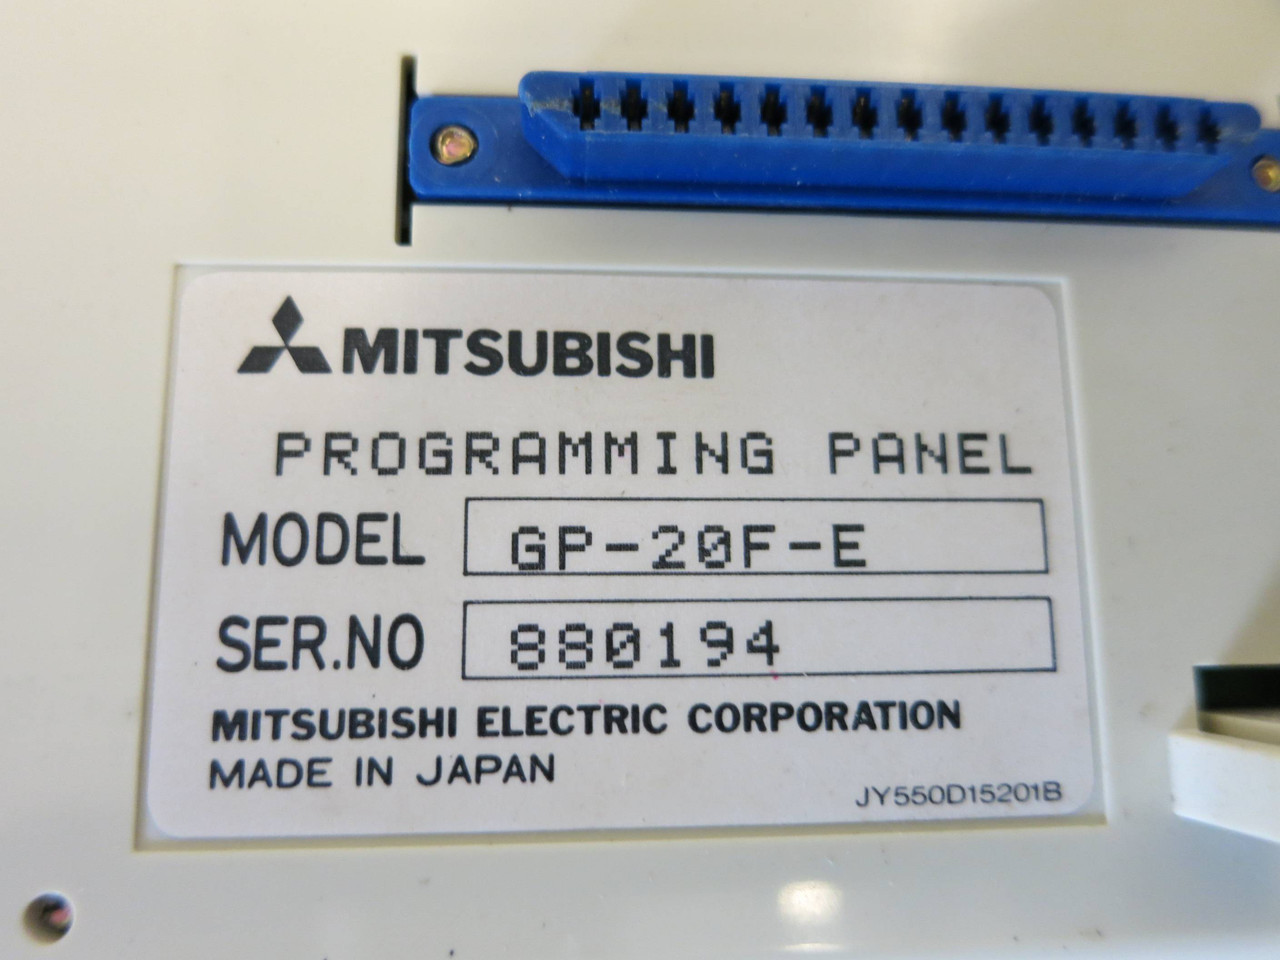 MITSUBISHI
PROGRAMMING PANEL
MODEL GP-20F-E
SER.NO 880194
MITSUBISHI ELECTRIC CORPORATION
MADE IN JAPAN
JY550D15201B